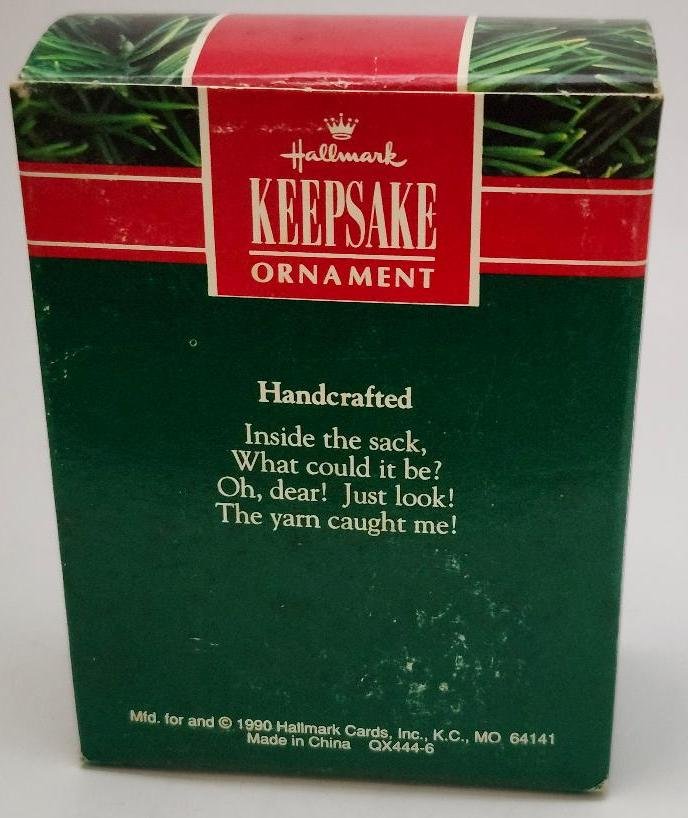 Hallmark
KEEPSAKE
ORNAMENT
Handcrafted
Inside the sack,
What could it be?
Oh, dear! Just look!
The yarn caught me!
Mfd. for and © 1990 Hallmark Cards, Inc., K.C., MO 64141
Made in China QX444-6